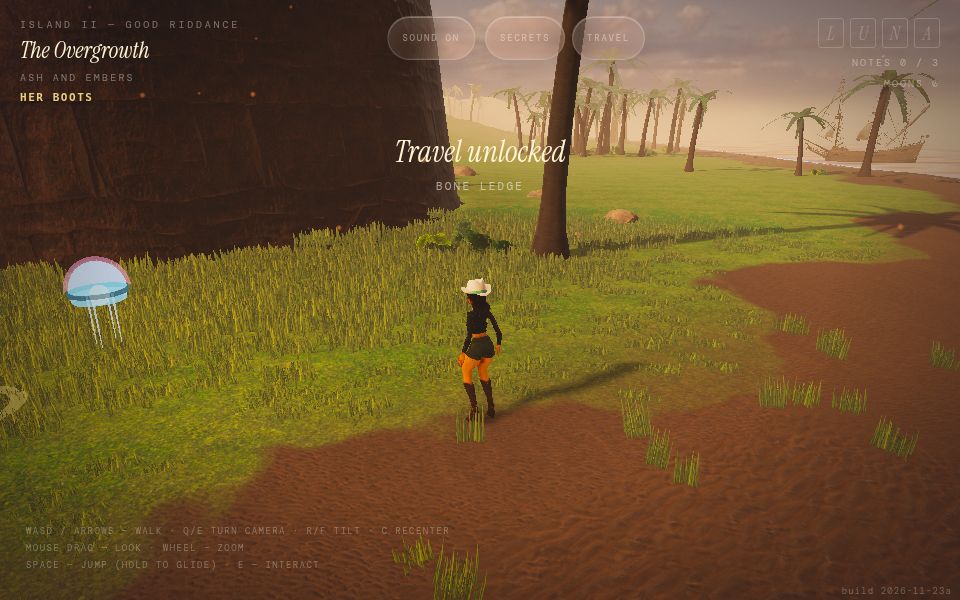 ISLAND II — GOOD RIDDANCE
The Overgrowth
ASH AND EMBERS
HER BOOTS
SOUND ON
SECRETS
TRAVEL
L U N A
NOTES 0 / 3
MOONS 6
Travel unlocked
BONE LEDGE
WASD / ARROWS — WALK · Q/E TURN CAMERA · R/F TILT · C RECENTER
MOUSE DRAG — LOOK · WHEEL — ZOOM
SPACE — JUMP (HOLD TO GLIDE) · E — INTERACT
build 2026-11-23a